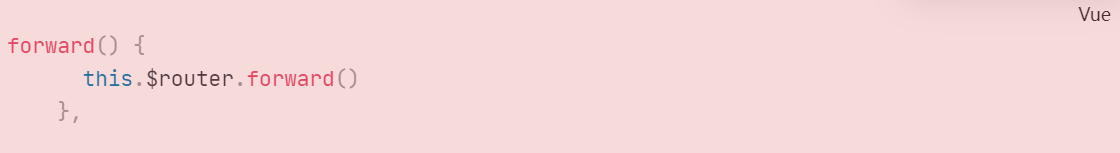 Vue
forward() {
      this.$router.forward()
    },